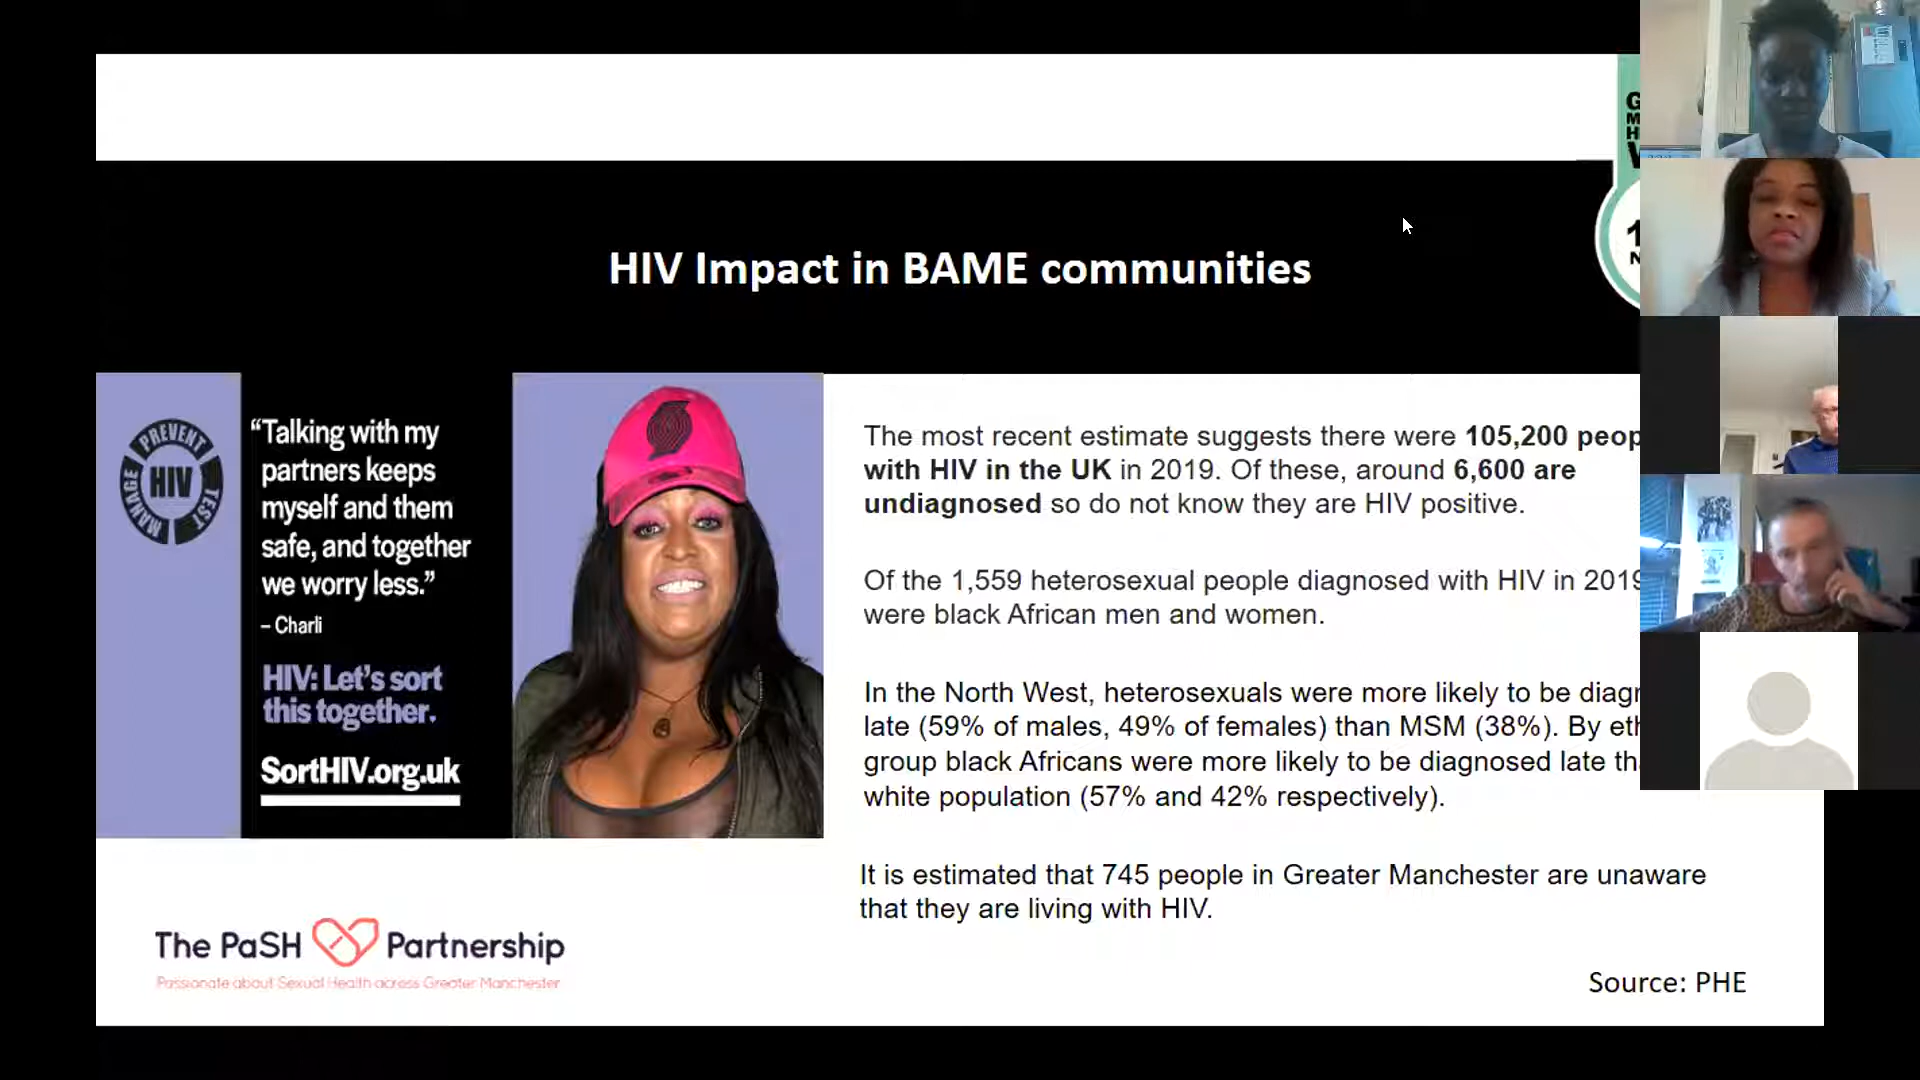 HIV Impact in BAME communities
PREVENT
TEST
MANAGE
HIV
“Talking with my
partners keeps
myself and them
safe, and together
we worry less.”
– Charli
HIV: Let’s sort
this together.
SortHIV.org.uk
The most recent estimate suggests there were 105,200
with HIV in the UK in 2019. Of these, around 6,600 are
undiagnosed so do not know they are HIV positive.
Of the 1,559 heterosexual people diagnosed with HIV in 2019
were black African men and women.
In the North West, heterosexuals were more likely to be
late (59% of males, 49% of females) than MSM (38%). By
group black Africans were more likely to be diagnosed late
white population (57% and 42% respectively).
It is estimated that 745 people in Greater Manchester are unaware
that they are living with HIV.
The PaSH Partnership
Passionate about Sexual Health across Greater Manchester
Source: PHE